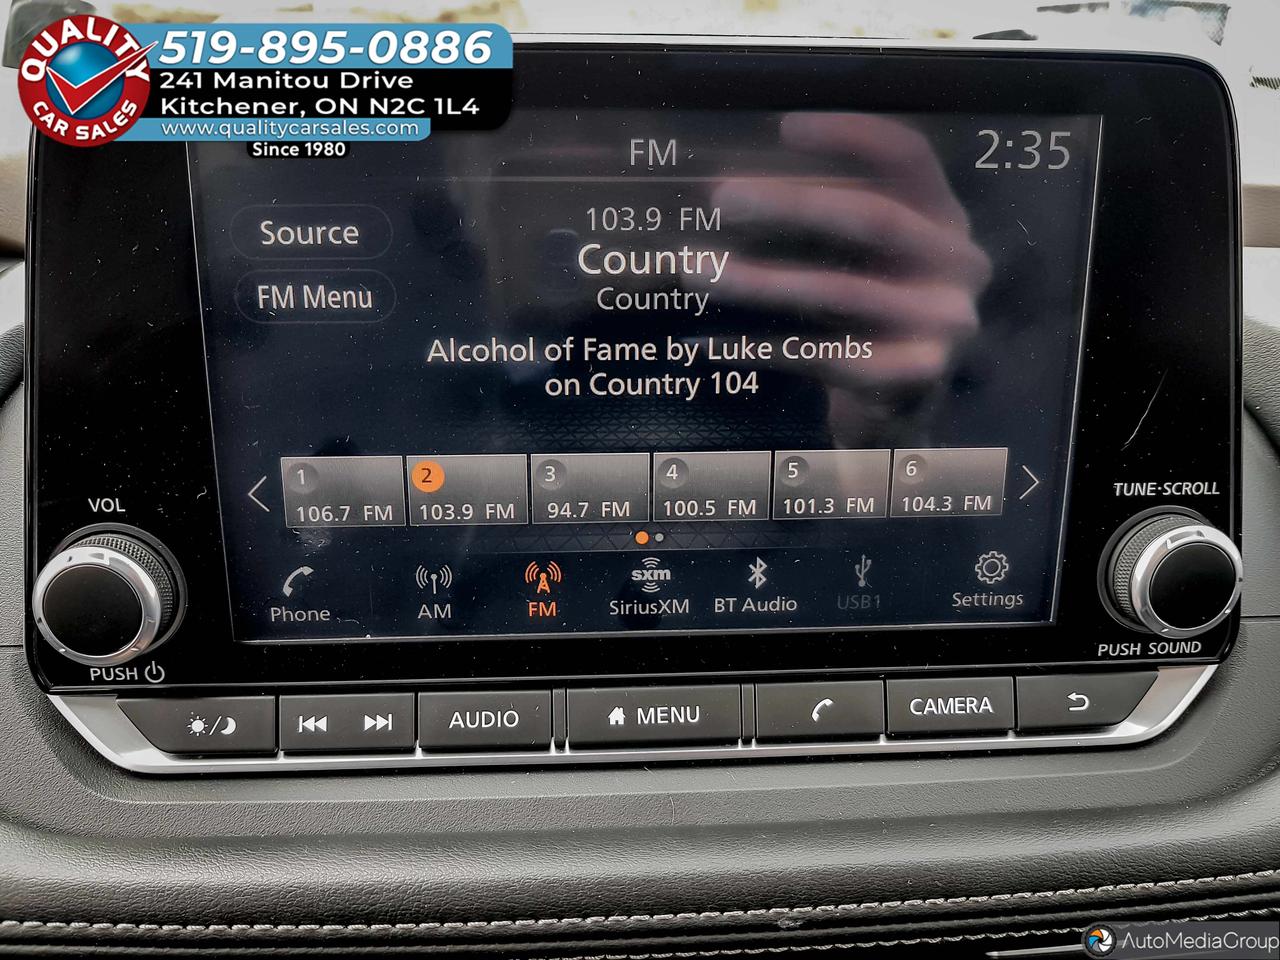 QUALITY
CAR SALES
519-895-0886
241 Manitou Drive
Kitchener, ON N2C 1L4
www.qualitycarsales.com
Since 1980
FM
2:35
Source
FM Menu
103.9 FM
Country
Country
Alcohol of Fame by Luke Combs
on Country 104
1
106.7 FM
2
103.9 FM
3
94.7 FM
4
100.5 FM
5
101.3 FM
6
104.3 FM
Phone
AM
FM
sxm
SiriusXM
BT Audio
USB1
Settings
VOL
PUSH
TUNE·SCROLL
PUSH SOUND
AUDIO
MENU
CAMERA
AutoMediaGroup